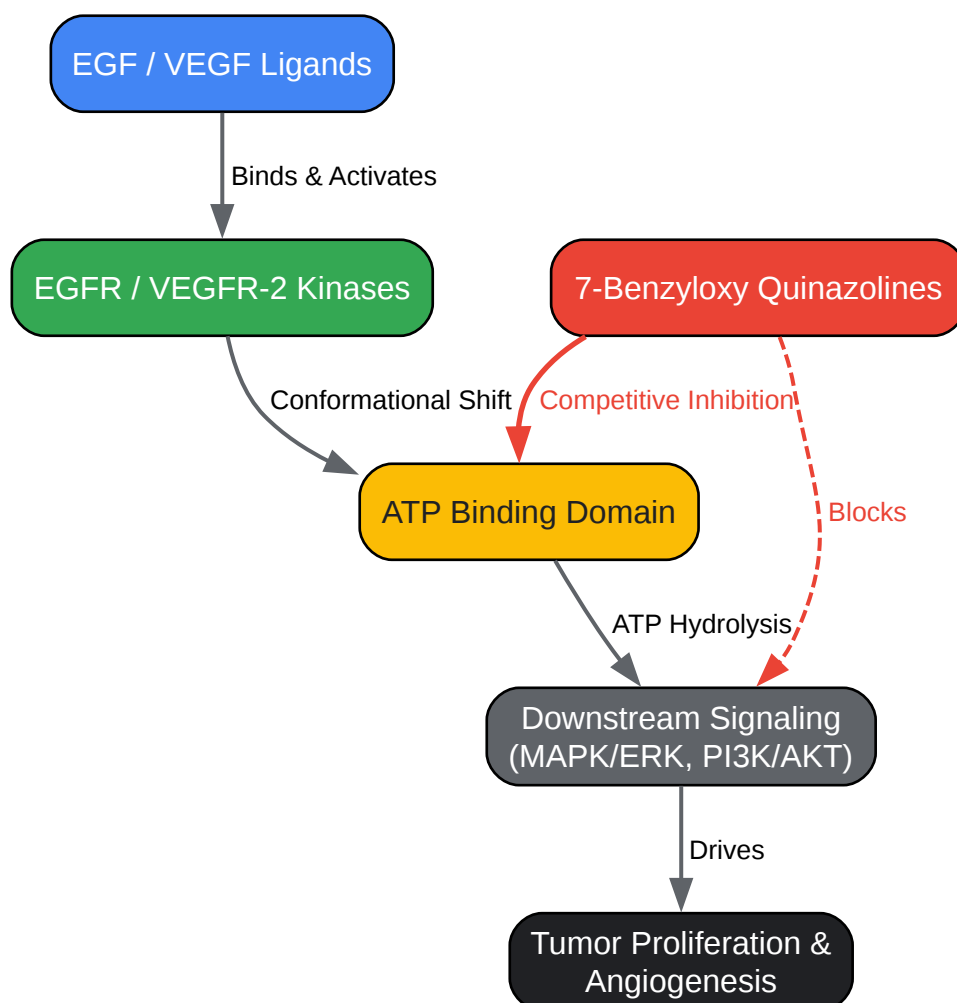 EGF / VEGF Ligands
Binds & Activates
EGFR / VEGFR-2 Kinases
7-Benzyloxy Quinazolines
Conformational Shift
Competitive Inhibition
ATP Binding Domain
Blocks
ATP Hydrolysis
Downstream Signaling
(MAPK/ERK, PI3K/AKT)
Drives
Tumor Proliferation &
Angiogenesis